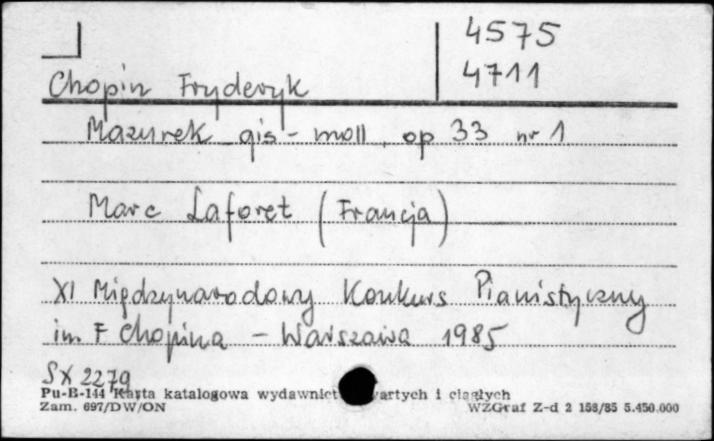 4575
4711
Chopin Fryderyk
Mazurek gis-moll, op 33 nr 1
Marc Laforet (Francja)
XI Międzynarodowy Konkurs Pianistyczny
im. F Chopina - Warszawa 1985
SX 2279
Pu-B-144 Karta katalogowa wydawnict wartych i ciągłych
Zam. 697/DW/ON WZGraf Z-d 2 158/85 5.450.000